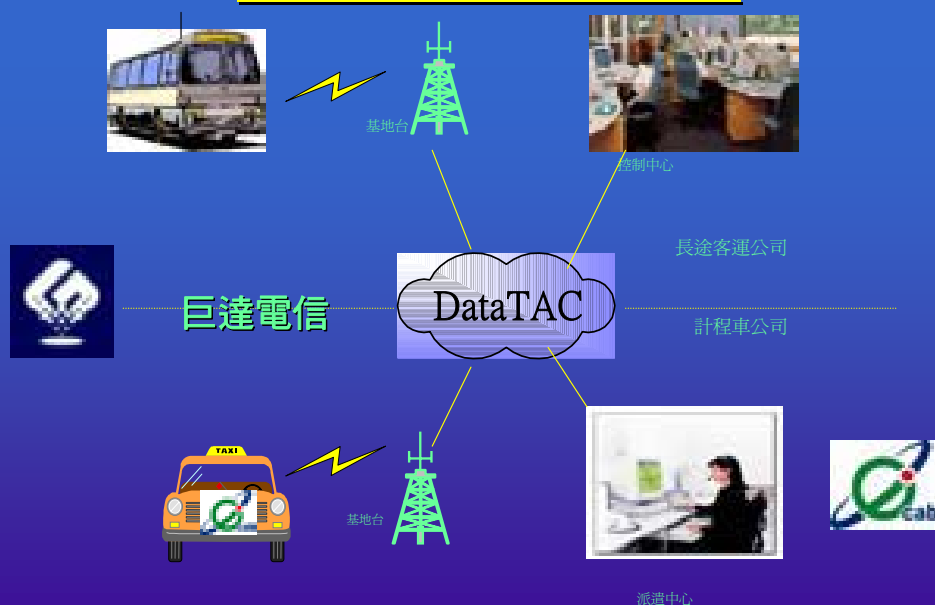 基地台
控制中心
長途客運公司
巨達電信
DataTAC
計程車公司
TAXI
基地台
cab
派遣中心